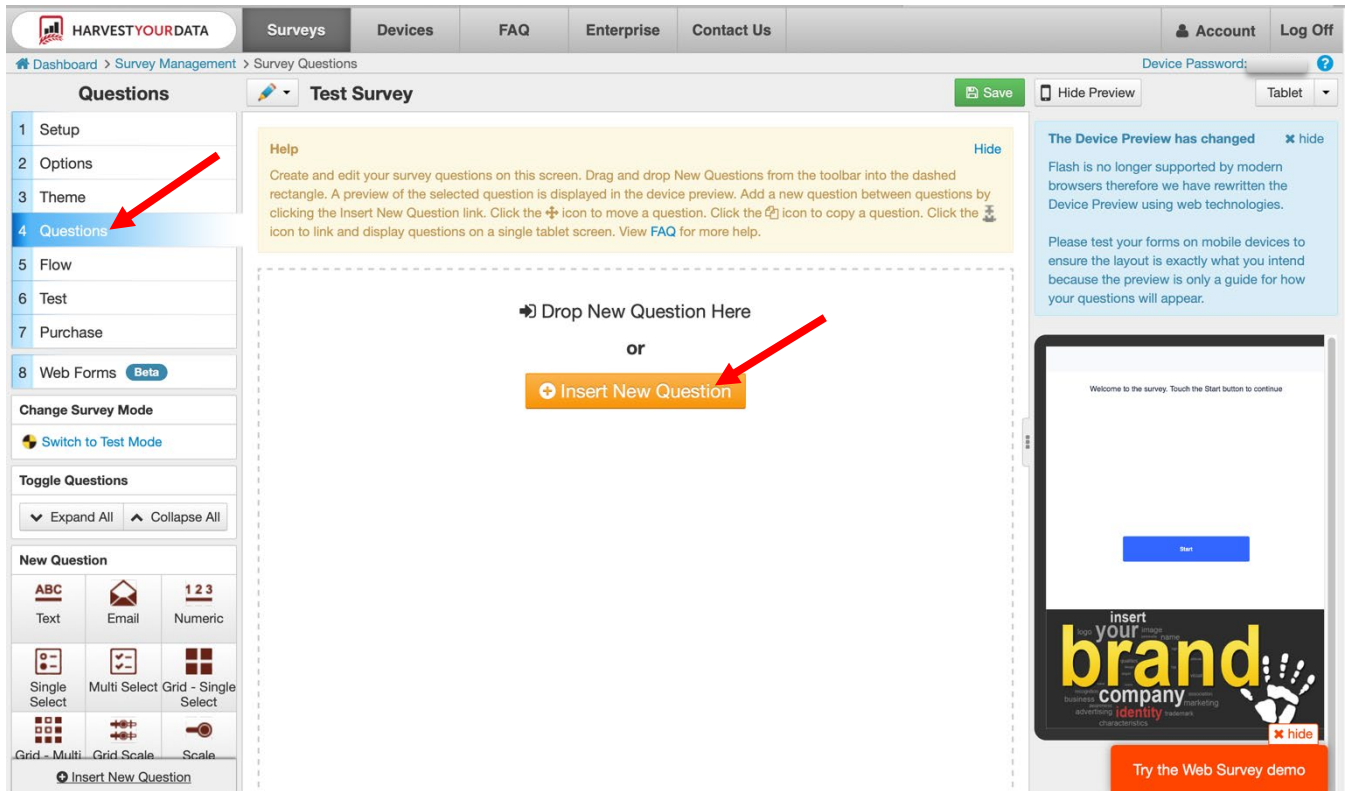 HARVESTYOURDATA
Surveys
Devices
FAQ
Enterprise
Contact Us
Account
Log Off
Dashboard > Survey Management > Survey Questions
Device Password:
Questions
Test Survey
Save
Hide Preview
Tablet
1 Setup
2 Options
3 Theme
4 Questions
5 Flow
6 Test
7 Purchase
8 Web Forms Beta
Change Survey Mode
Switch to Test Mode
Toggle Questions
Expand All
Collapse All
New Question
ABC
Text
Email
1 2 3
Numeric
Single
Select
Multi Select
Grid - Single
Select
Grid - Multi
Grid Scale
Scale
Insert New Question
Help
Hide
Create and edit your survey questions on this screen. Drag and drop New Questions from the toolbar into the dashed
rectangle. A preview of the selected question is displayed in the device preview. Add a new question between questions by
clicking the Insert New Question link. Click the icon to move a question. Click the icon to copy a question. Click the
icon to link and display questions on a single tablet screen. View FAQ for more help.
Drop New Question Here
or
Insert New Question
The Device Preview has changed
hide
Flash is no longer supported by modern
browsers therefore we have rewritten the
Device Preview using web technologies.
Please test your forms on mobile devices to
ensure the layout is exactly what you intend
because the preview is only a guide for how
your questions will appear.
Welcome to the survey. Touch the Start button to continue
Start
insert
logo your image
name
brand
business company marketing
advertising identity trademark
characteristics
hide
Try the Web Survey demo